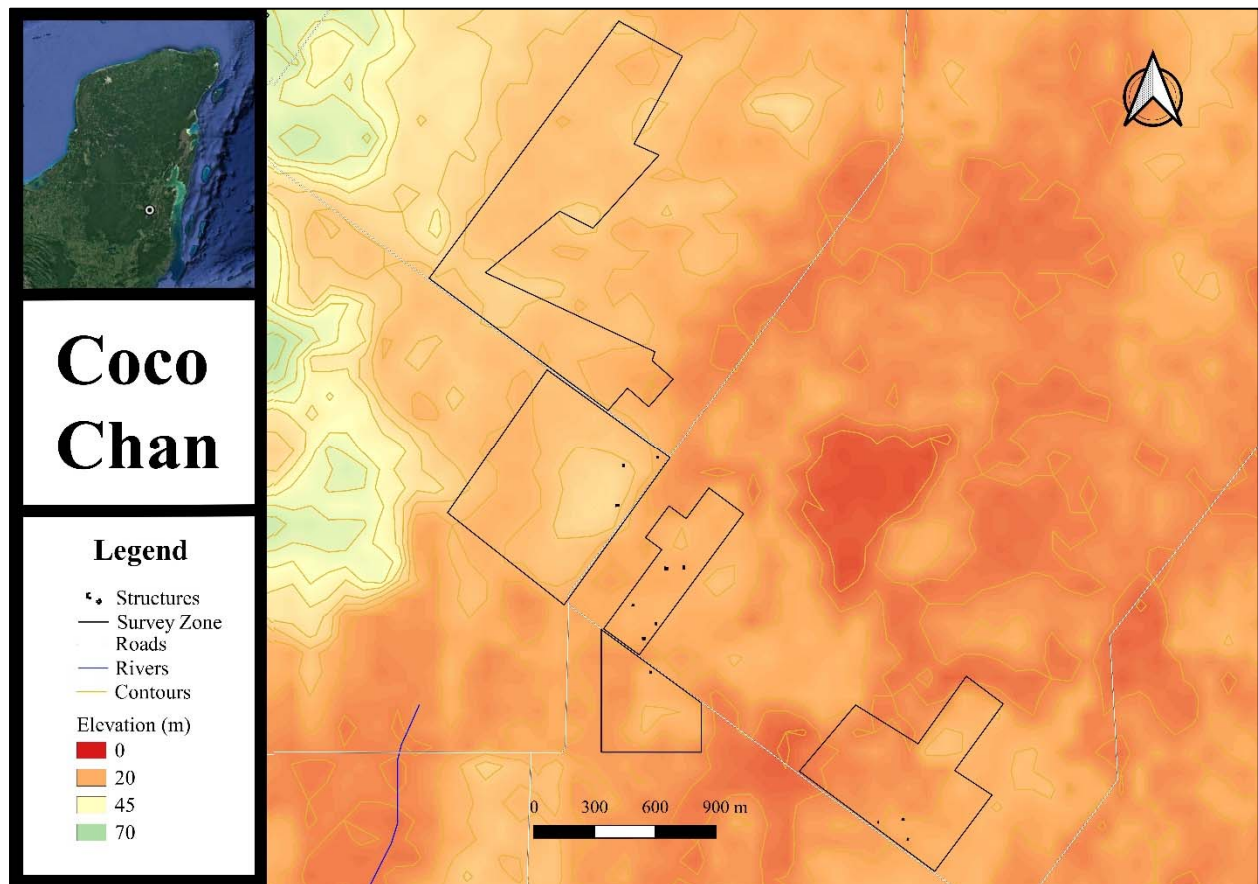 Coco
Chan
Legend
Structures
Survey Zone
Roads
Rivers
Contours
Elevation (m)
0
20
45
70
0 300 600 900 m